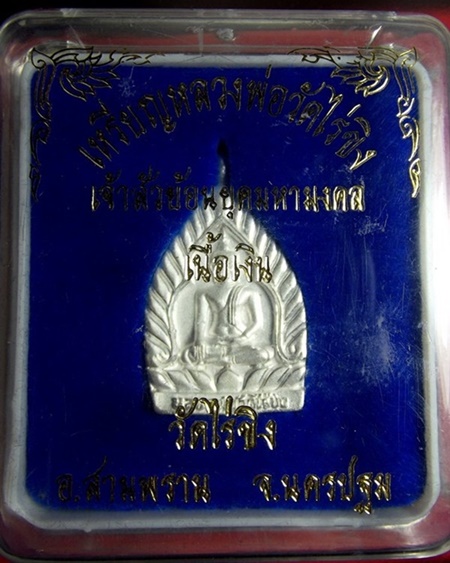 เหรียญหลวงพ่อวัดไร่ขิง
เจ้าสัวย้อนยุคมหามงคล
เนื้อเงิน
วัดไร่ขิง
อ.สามพราน จ.นครปฐม